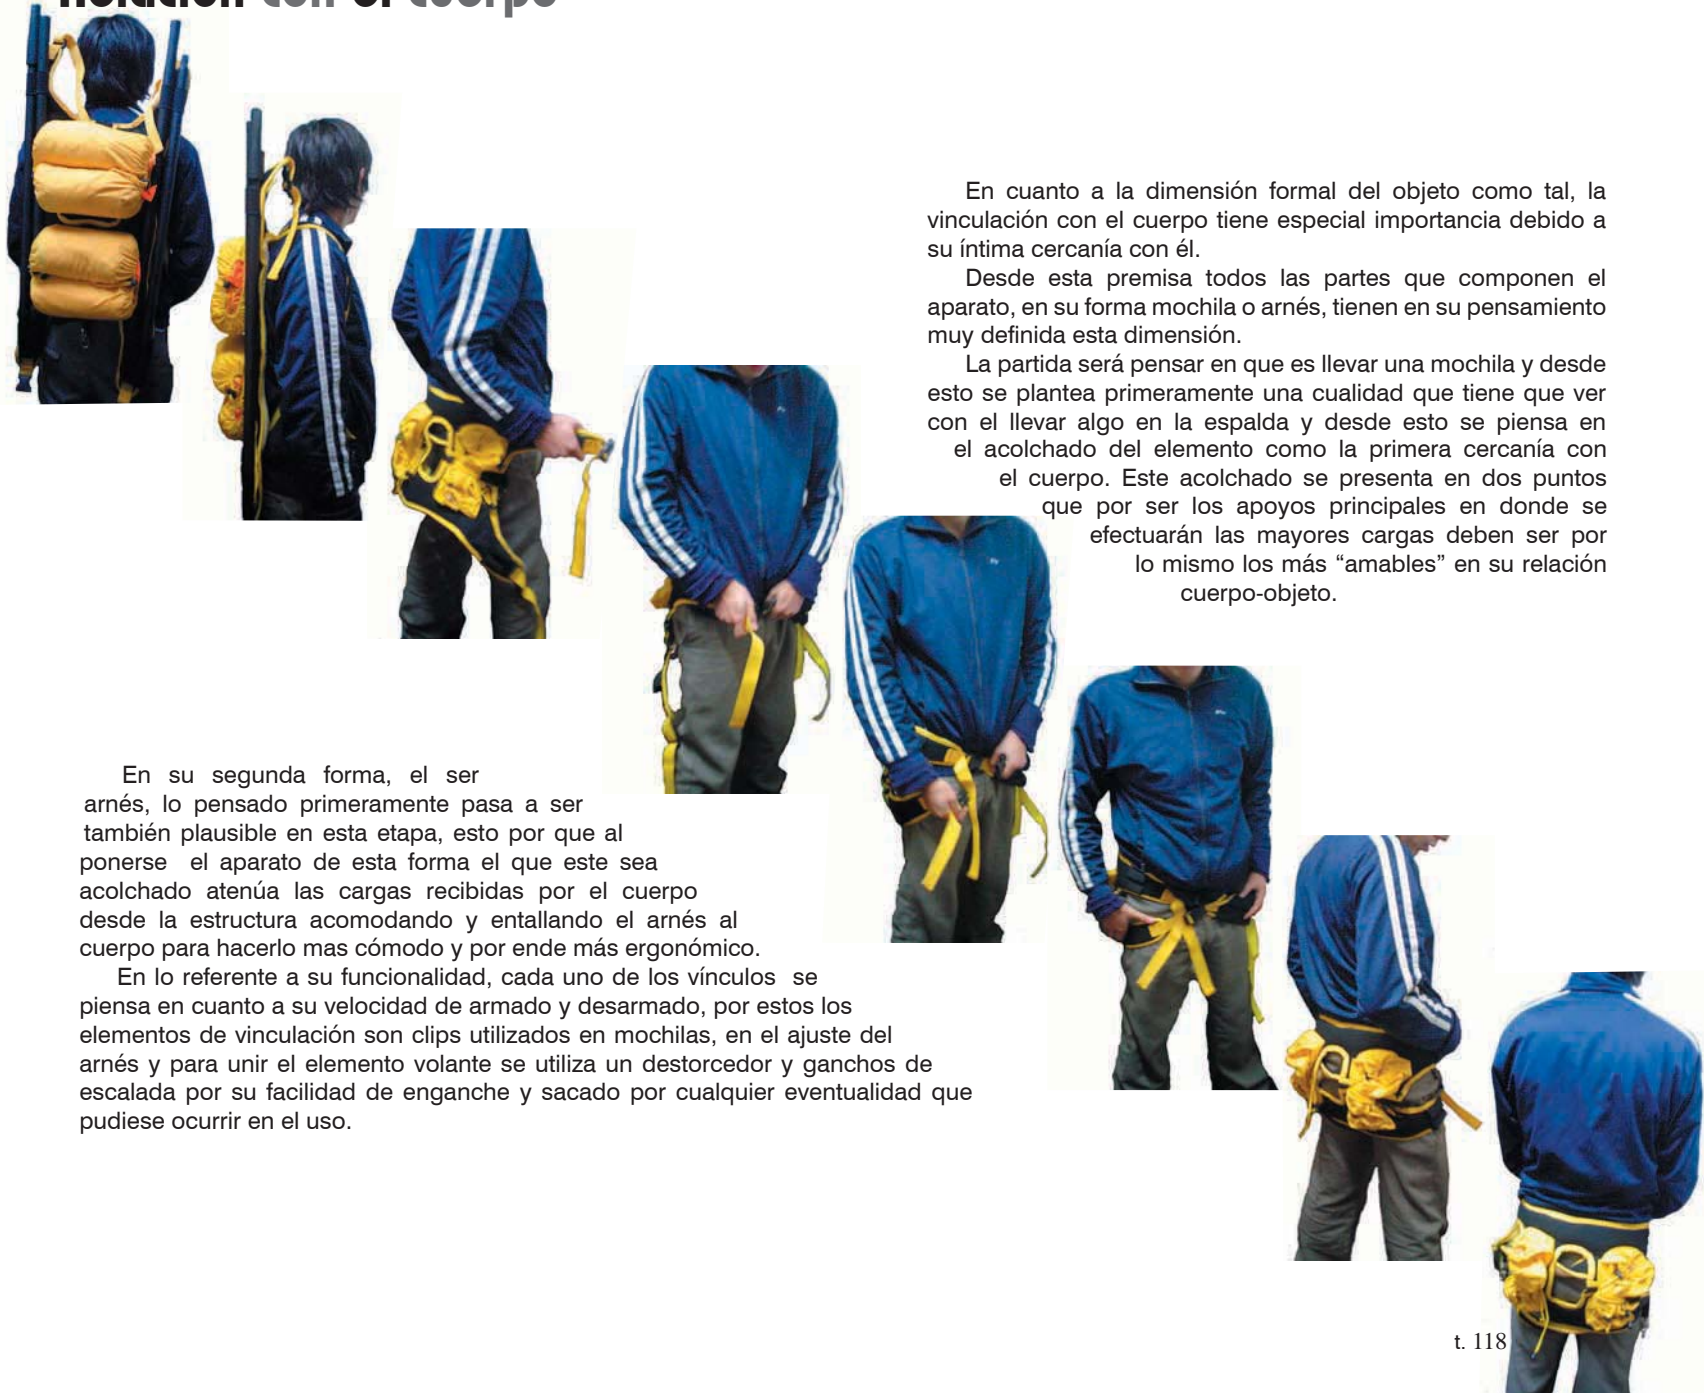 Relación con el cuerpo
En cuanto a la dimensión formal del objeto como tal, la
vinculación con el cuerpo tiene especial importancia debido a
su íntima cercanía con él.
Desde esta premisa todos las partes que componen el
aparato, en su forma mochila o arnés, tienen en su pensamiento
muy definida esta dimensión.
La partida será pensar en que es llevar una mochila y desde
esto se plantea primeramente una cualidad que tiene que ver
con el llevar algo en la espalda y desde esto se piensa en
el acolchado del elemento como la primera cercanía con
el cuerpo. Este acolchado se presenta en dos puntos
que por ser los apoyos principales en donde se
efectuarán las mayores cargas deben ser por
lo mismo los más “amables” en su relación
cuerpo-objeto.
En su segunda forma, el ser
arnés, lo pensado primeramente pasa a ser
también plausible en esta etapa, esto por que al
ponerse el aparato de esta forma el que este sea
acolchado atenúa las cargas recibidas por el cuerpo
desde la estructura acomodando y entallando el arnés al
cuerpo para hacerlo mas cómodo y por ende más ergonómico.
En lo referente a su funcionalidad, cada uno de los vínculos se
piensa en cuanto a su velocidad de armado y desarmado, por estos los
elementos de vinculación son clips utilizados en mochilas, en el ajuste del
arnés y para unir el elemento volante se utiliza un destorcedor y ganchos de
escalada por su facilidad de enganche y sacado por cualquier eventualidad que
pudiese ocurrir en el uso.
t. 118